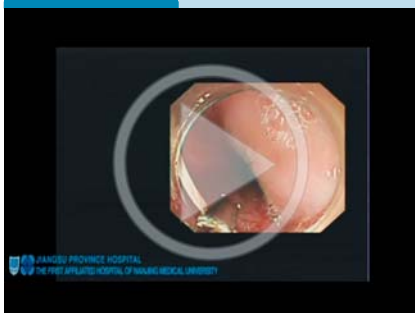 JIANGSU PROVINCE HOSPITAL
THE FIRST AFFILIATED HOSPITAL OF NANJING MEDICAL UNIVERSITY